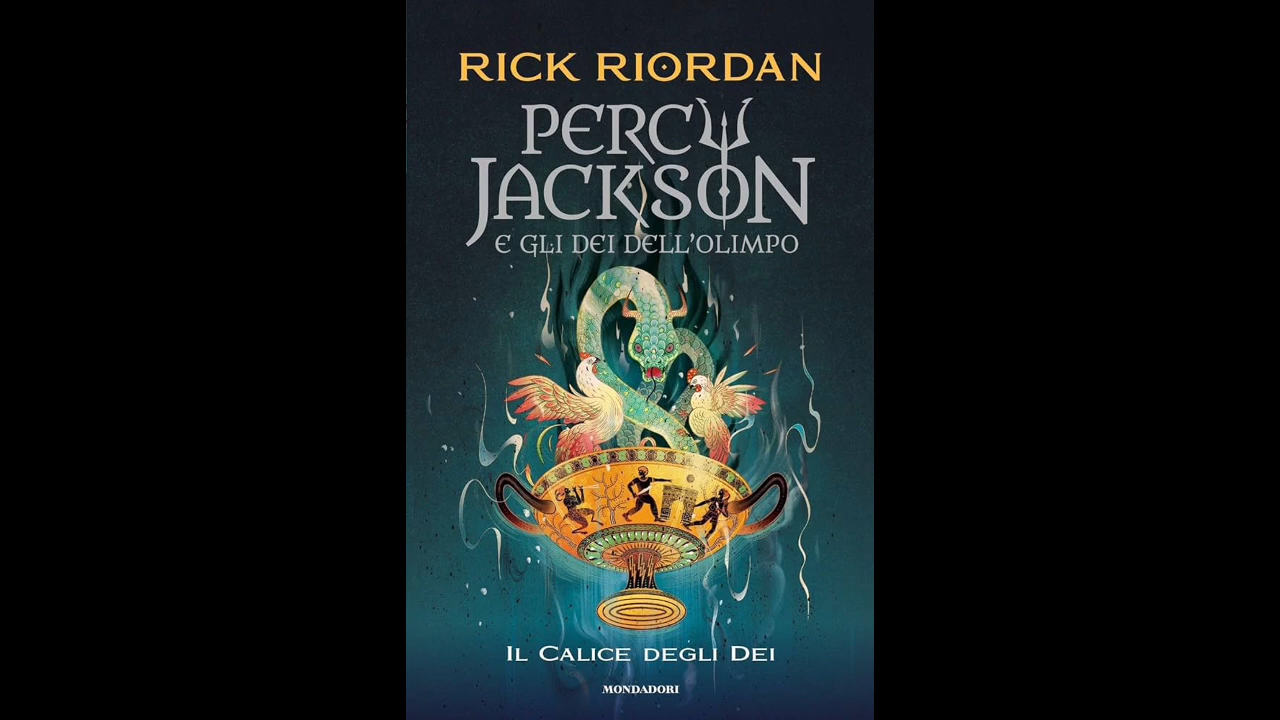 RICK RIORDAN
PERCY
JACKSON
E GLI DEI DELL'OLIMPO
IL CALICE DEGLI DEI
MONDADORI